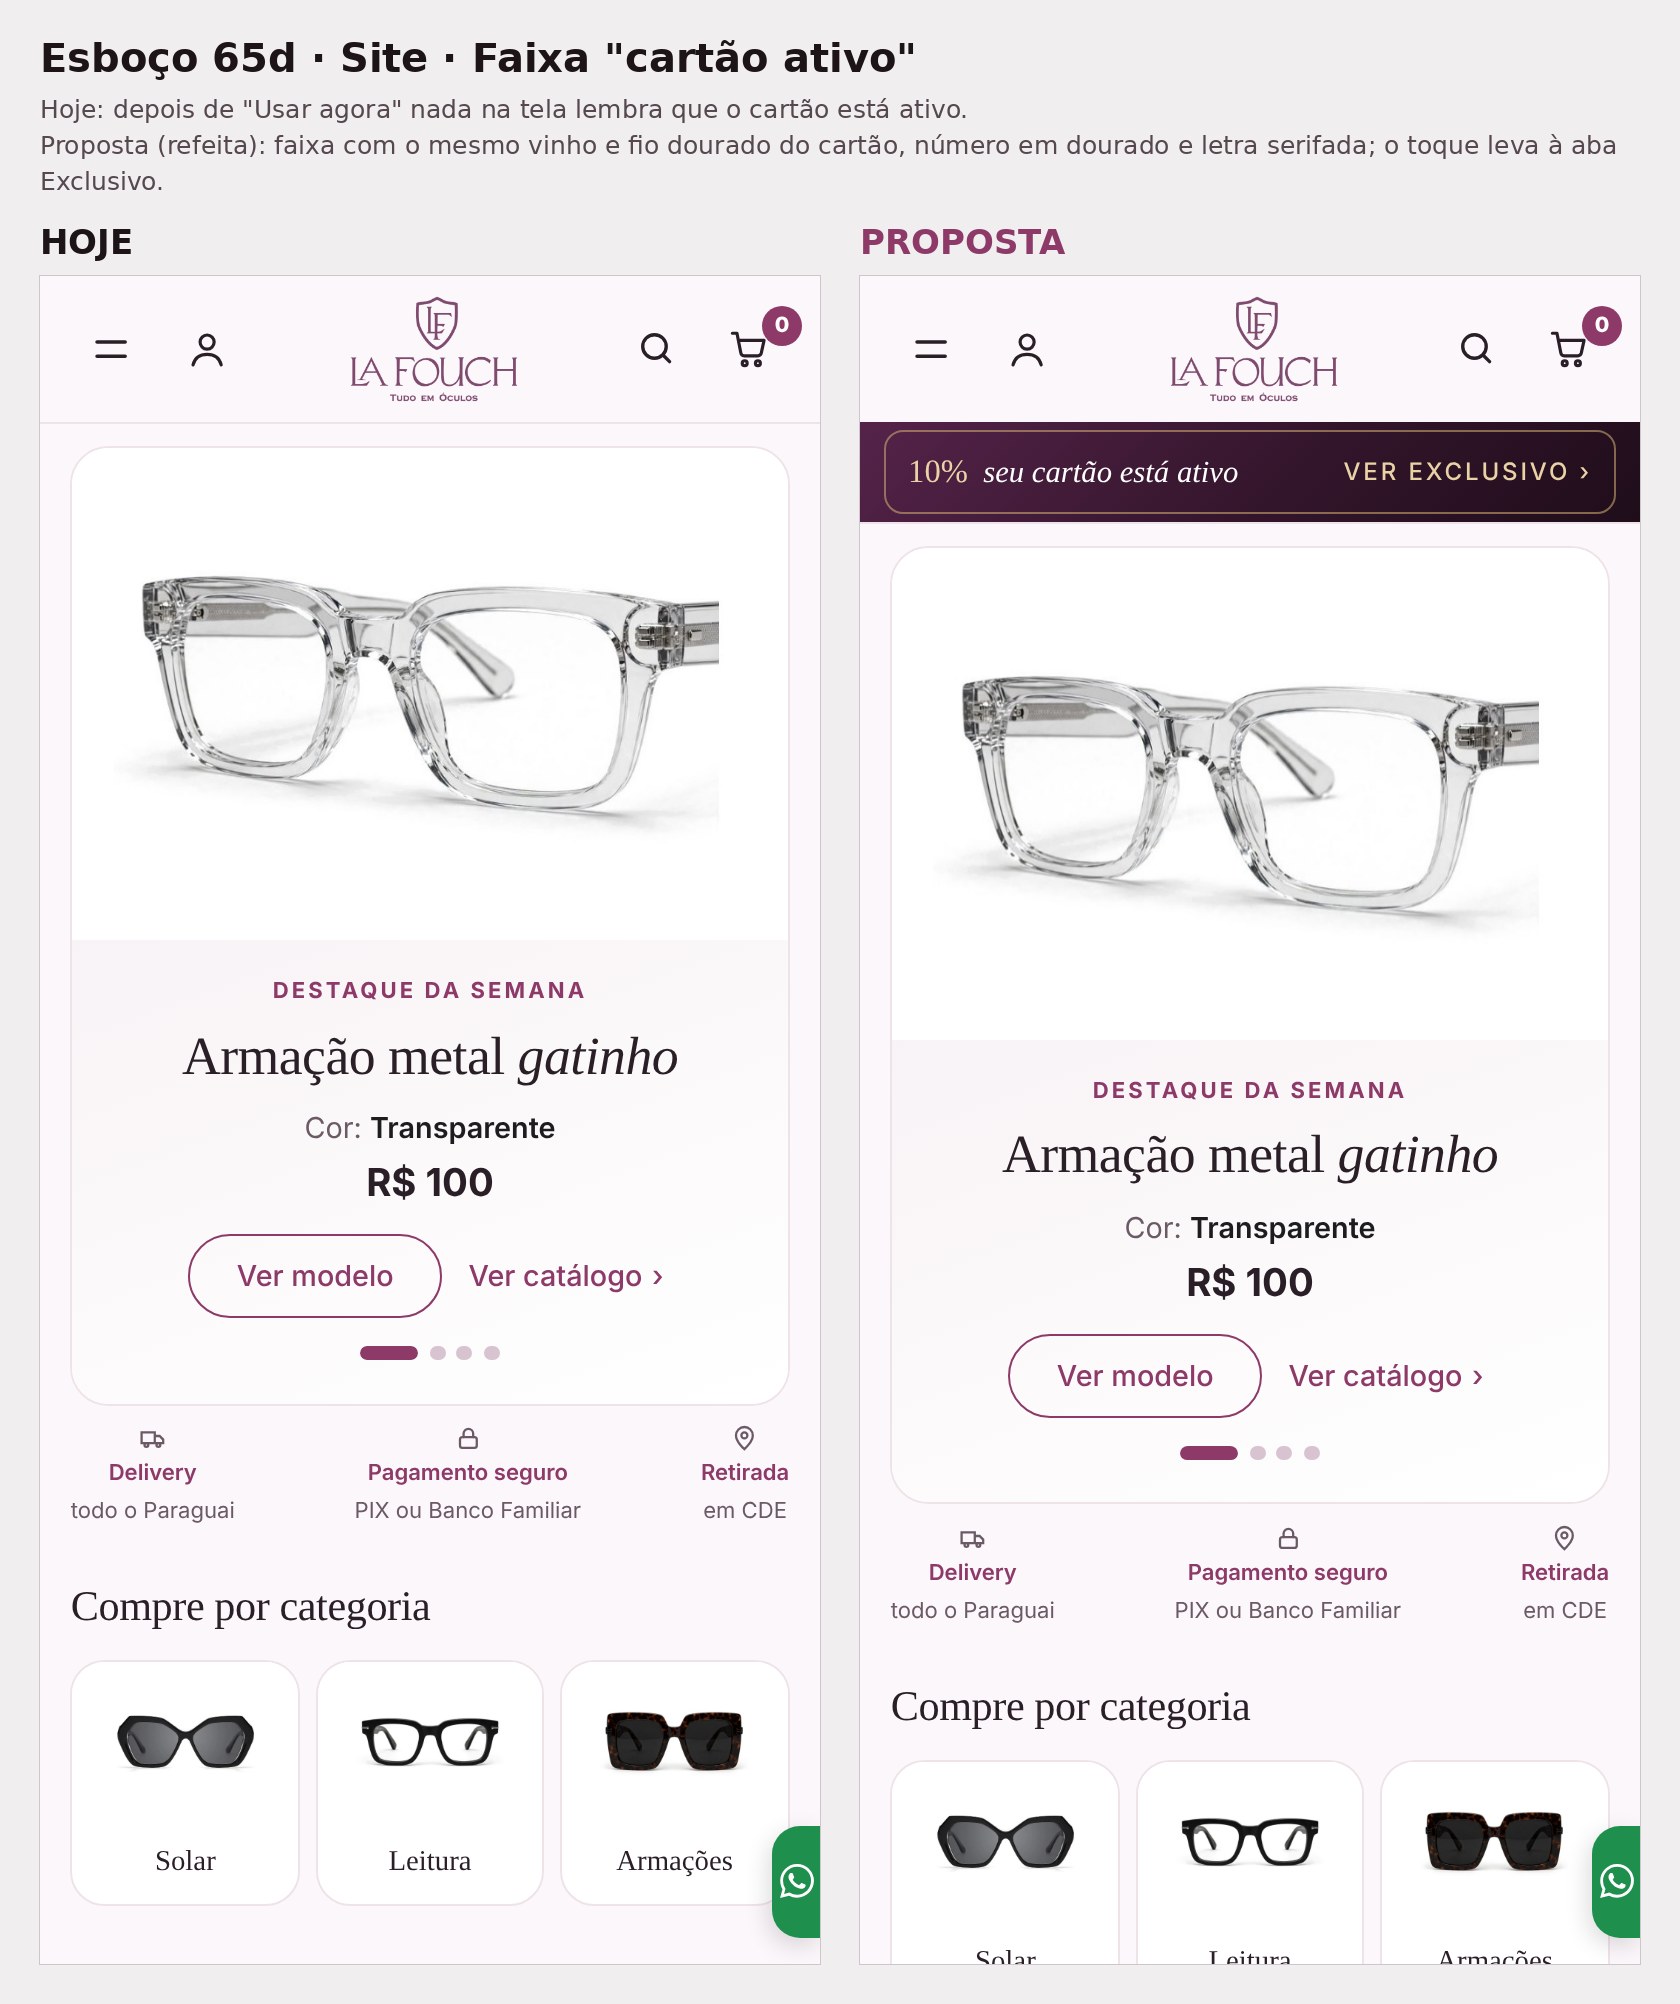 Esboço 65d · Site · Faixa "cartão ativo"
Hoje: depois de "Usar agora" nada na tela lembra que o cartão está ativo.
Proposta (refeita): faixa com o mesmo vinho e fio dourado do cartão, número em dourado e letra serifada; o toque leva à aba
Exclusivo.
HOJE
LF
LA FOUCH
Tudo em Óculos
0
DESTAQUE DA SEMANA
Armação metal gatinho
Cor: Transparente
R$ 100
Ver modelo
Ver catálogo ›
Delivery
todo o Paraguai
Pagamento seguro
PIX ou Banco Familiar
Retirada
em CDE
Compre por categoria
Solar
Leitura
Armações
PROPOSTA
LF
LA FOUCH
Tudo em Óculos
0
10% seu cartão está ativo
VER EXCLUSIVO ›
DESTAQUE DA SEMANA
Armação metal gatinho
Cor: Transparente
R$ 100
Ver modelo
Ver catálogo ›
Delivery
todo o Paraguai
Pagamento seguro
PIX ou Banco Familiar
Retirada
em CDE
Compre por categoria
Solar
Leitura
Armações